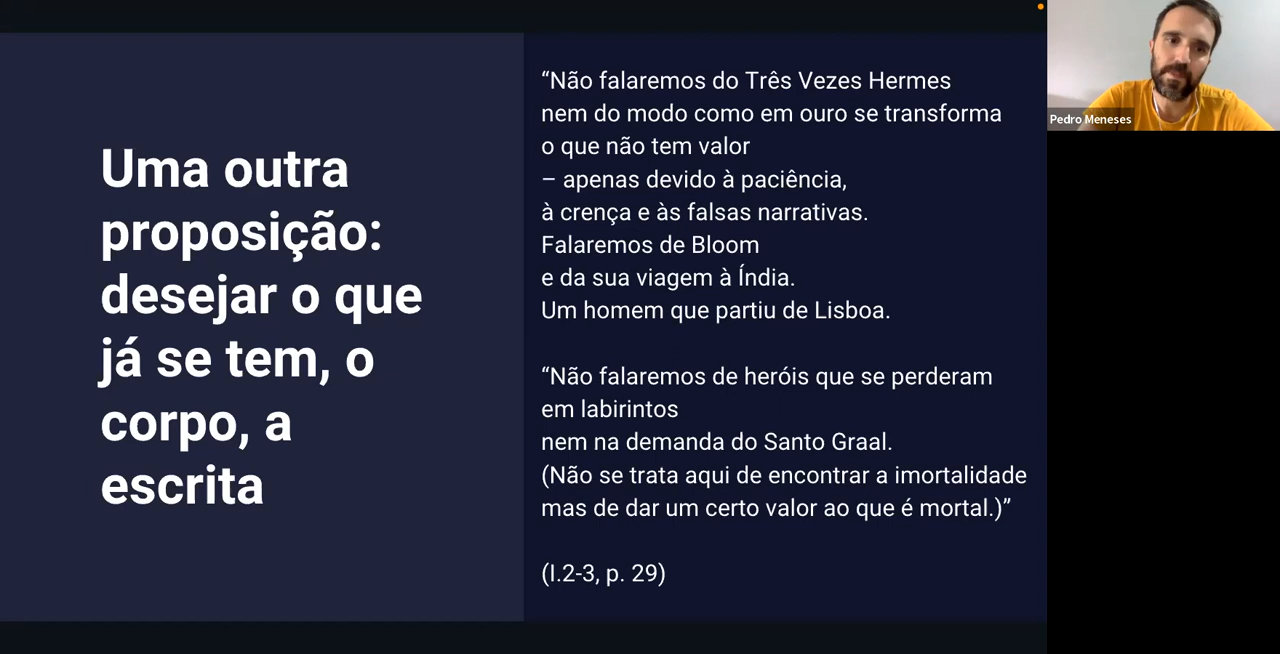 Uma outra
proposição:
desejar o que
já se tem, o
corpo, a
escrita
“Não falaremos do Três Vezes Hermes
nem do modo como em ouro se transforma
o que não tem valor
– apenas devido à paciência,
à crença e às falsas narrativas.
Falaremos de Bloom
e da sua viagem à Índia.
Um homem que partiu de Lisboa.
“Não falaremos de heróis que se perderam
em labirintos
nem na demanda do Santo Graal.
(Não se trata aqui de encontrar a imortalidade
mas de dar um certo valor ao que é mortal.)”
(I.2-3, p. 29)
Pedro Meneses